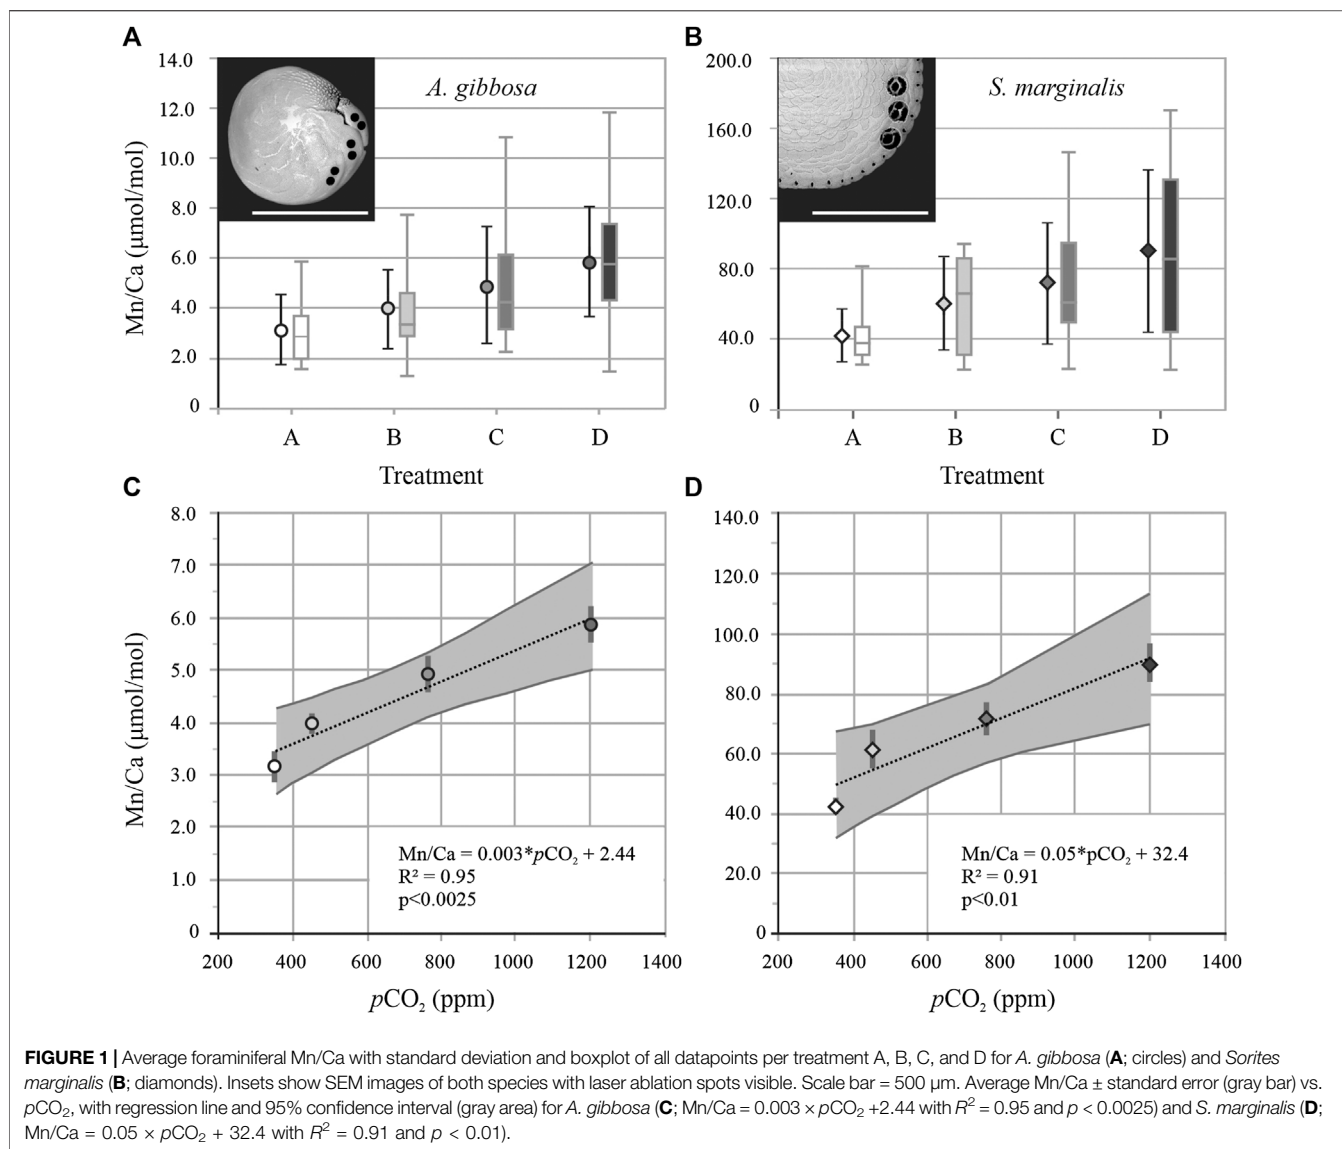 A
14.0
12.0
10.0
8.0
6.0
4.0
2.0
0
Mn/Ca (μmol/mol)
A. gibbosa
A B C D
Treatment
B
200.0
160.0
120.0
80.0
40.0
0
S. marginalis
A B C D
Treatment
C
8.0
7.0
6.0
5.0
4.0
3.0
2.0
1.0
0
Mn/Ca (μmol/mol)
Mn/Ca = 0.003*pCO₂ + 2.44
R² = 0.95
p<0.0025
200 400 600 800 1000 1200 1400
pCO₂ (ppm)
D
140.0
120.0
100.0
80.0
60.0
40.0
20.0
0
Mn/Ca = 0.05*pCO₂ + 32.4
R² = 0.91
p<0.01
200 400 600 800 1000 1200 1400
pCO₂ (ppm)
FIGURE 1 | Average foraminiferal Mn/Ca with standard deviation and boxplot of all datapoints per treatment A, B, C, and D for A. gibbosa (A; circles) and Sorites
marginalis (B; diamonds). Insets show SEM images of both species with laser ablation spots visible. Scale bar = 500 μm. Average Mn/Ca ± standard error (gray bar) vs.
pCO₂, with regression line and 95% confidence interval (gray area) for A. gibbosa (C; Mn/Ca = 0.003 × pCO₂ +2.44 with R² = 0.95 and p < 0.0025) and S. marginalis (D;
Mn/Ca = 0.05 × pCO₂ + 32.4 with R² = 0.91 and p < 0.01).